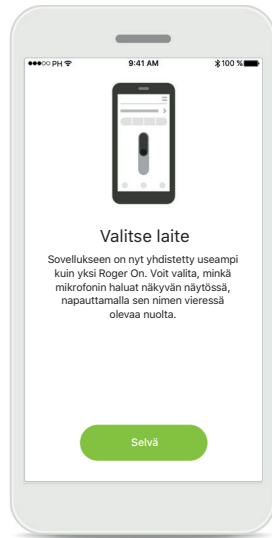 ●●●○○ PH 9:41 AM 100 %
Valitse laite
Sovellukseen on nyt yhdistetty useampi
kuin yksi Roger On. Voit valita, minkä
mikrofonin haluat näkyvän näytössä,
napauttamalla sen nimen vieressä
olevaa nuolta.
Selvä